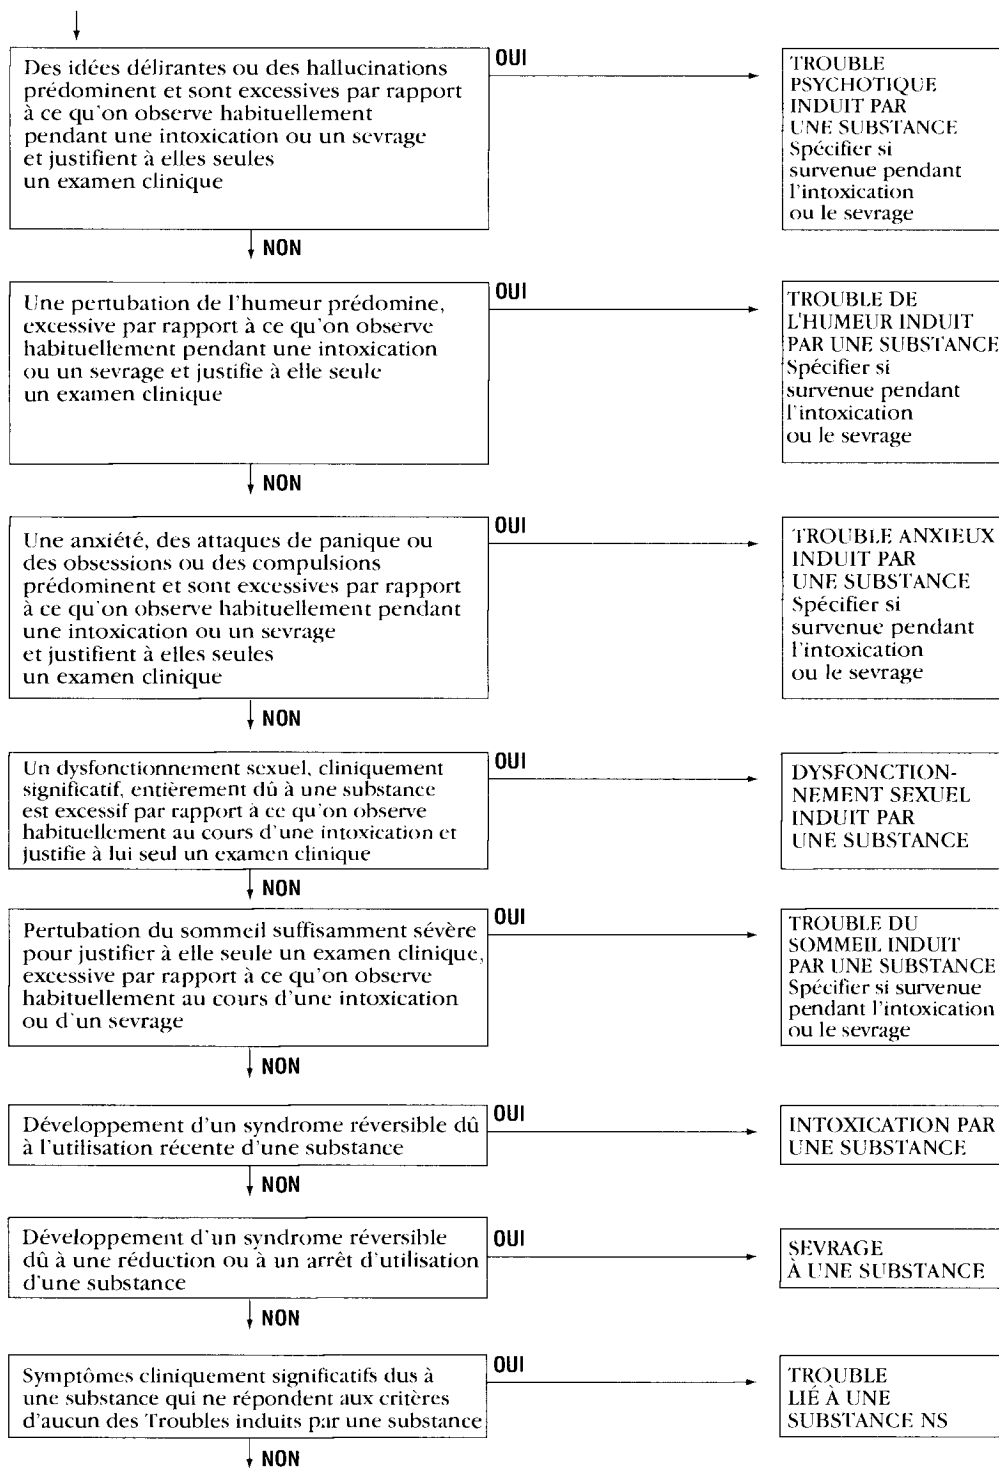 Des idées délirantes ou des hallucinations
prédominent et sont excessives par rapport
à ce qu'on observe habituellement
pendant une intoxication ou un sevrage
et justifient à elles seules
un examen clinique
OUI
TROUBLE
PSYCHOTIQUE
INDUIT PAR
UNE SUBSTANCE
Spécifier si
survenue pendant
l'intoxication
ou le sevrage
NON
Une pertubation de l'humeur prédomine,
excessive par rapport à ce qu'on observe
habituellement pendant une intoxication
ou un sevrage et justifie à elle seule
un examen clinique
OUI
TROUBLE DE
L'HUMEUR INDUIT
PAR UNE SUBSTANCE
Spécifier si
survenue pendant
l'intoxication
ou le sevrage
NON
Une anxiété, des attaques de panique ou
des obsessions ou des compulsions
prédominent et sont excessives par rapport
à ce qu'on observe habituellement pendant
une intoxication ou un sevrage
et justifient à elles seules
un examen clinique
OUI
TROUBLE ANXIEUX
INDUIT PAR
UNE SUBSTANCE
Spécifier si
survenue pendant
l'intoxication
ou le sevrage
NON
Un dysfonctionnement sexuel, cliniquement
significatif, entièrement dû à une substance
est excessif par rapport à ce qu'on observe
habituellement au cours d'une intoxication et
justifie à lui seul un examen clinique
OUI
DYSFONCTION-
NEMENT SEXUEL
INDUIT PAR
UNE SUBSTANCE
NON
Pertubation du sommeil suffisamment sévère
pour justifier à elle seule un examen clinique,
excessive par rapport à ce qu'on observe
habituellement au cours d'une intoxication
ou d'un sevrage
OUI
TROUBLE DU
SOMMEIL INDUIT
PAR UNE SUBSTANCE
Spécifier si survenue
pendant l'intoxication
ou le sevrage
NON
Développement d'un syndrome réversible dû
à l'utilisation récente d'une substance
OUI
INTOXICATION PAR
UNE SUBSTANCE
NON
Développement d'un syndrome réversible
dû à une réduction ou à un arrêt d'utilisation
d'une substance
OUI
SEVRAGE
À UNE SUBSTANCE
NON
Symptômes cliniquement significatifs dus à
une substance qui ne répondent aux critères
d'aucun des Troubles induits par une substance
OUI
TROUBLE
LIÉ À UNE
SUBSTANCE NS
NON